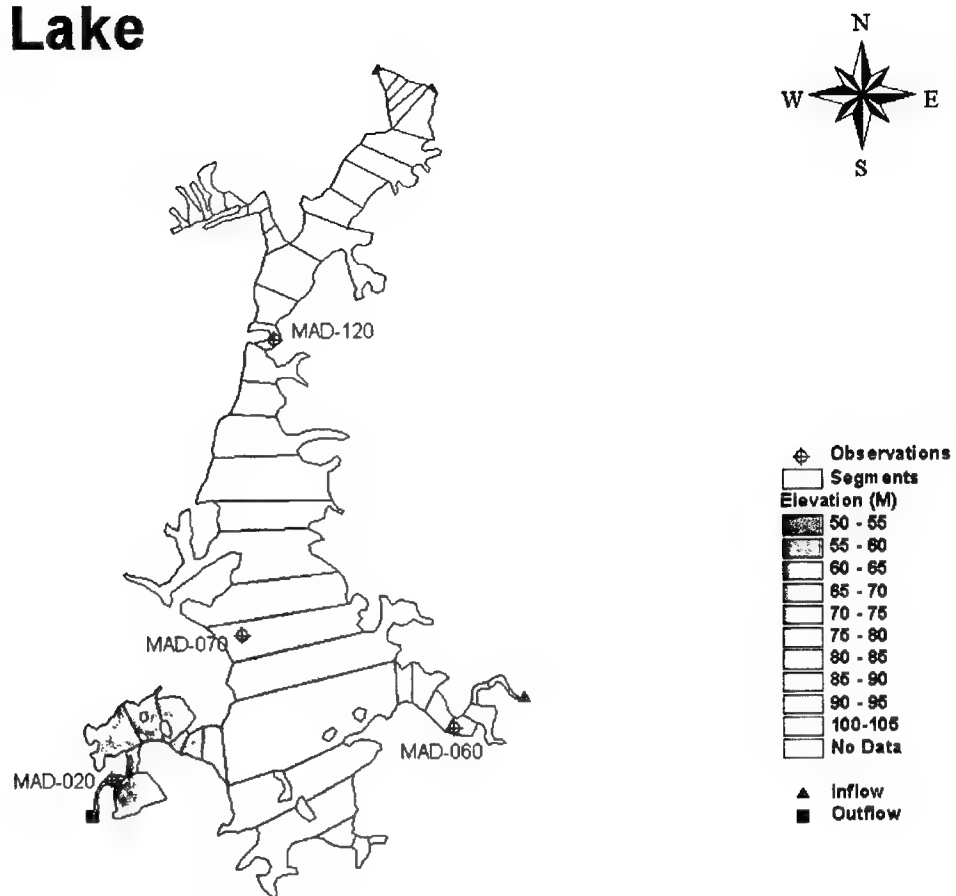 Lake
N
W E
S
MAD-120
MAD-070
MAD-060
MAD-020
Observations
Segments
Elevation (M)
50 - 55
55 - 60
60 - 65
65 - 70
70 - 75
75 - 80
80 - 85
85 - 90
90 - 95
100-105
No Data
Inflow
Outflow